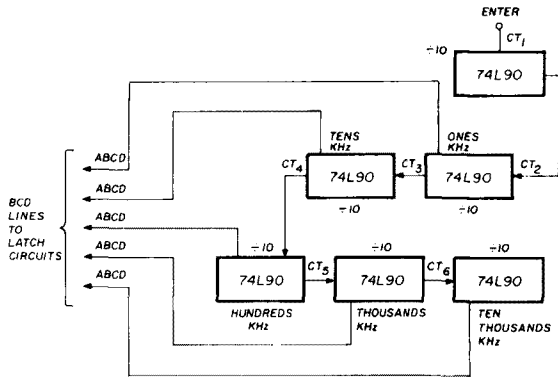 ENTER
CT1
÷10
74L90
ABCD
TENS
KHz
ONES
KHz
ABCD
CT4
74L90
CT3
74L90
CT2
÷10
÷10
BCD
LINES
TO
LATCH
CIRCUITS
ABCD
ABCD
ABCD
÷10
÷10
÷10
74L90
CT5
74L90
CT6
74L90
HUNDREDS
KHz
THOUSANDS
KHz
TEN
THOUSANDS
KHz